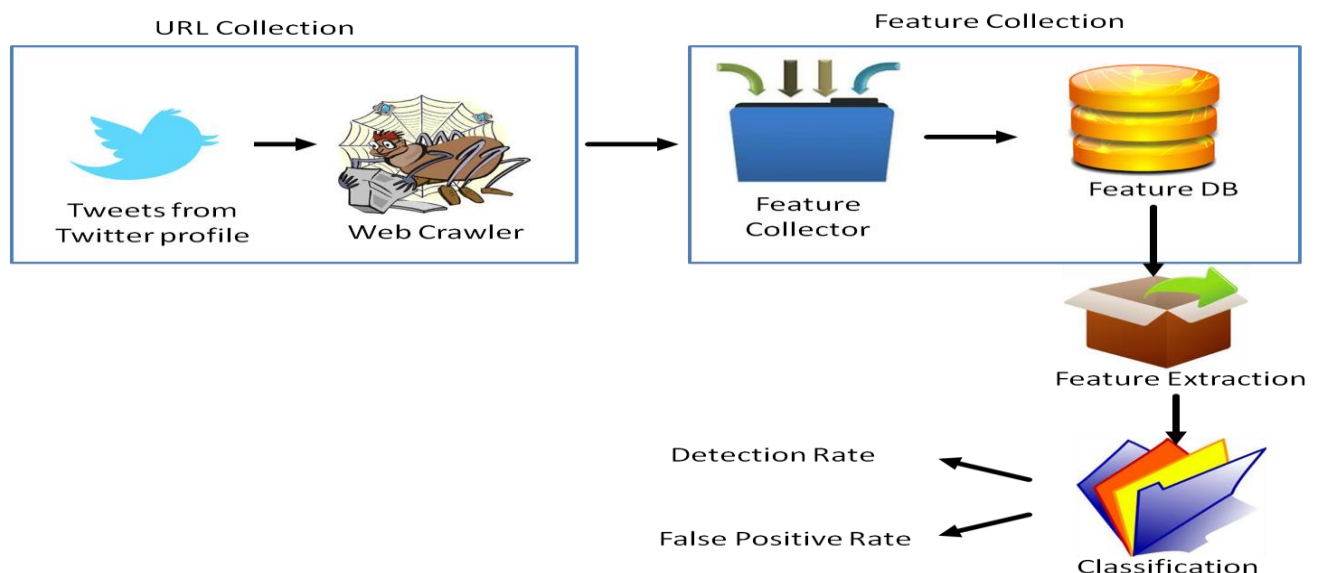 URL Collection
Feature Collection
Tweets from
Twitter profile
Web Crawler
Feature
Collector
Feature DB
Feature Extraction
Detection Rate
False Positive Rate
Classification